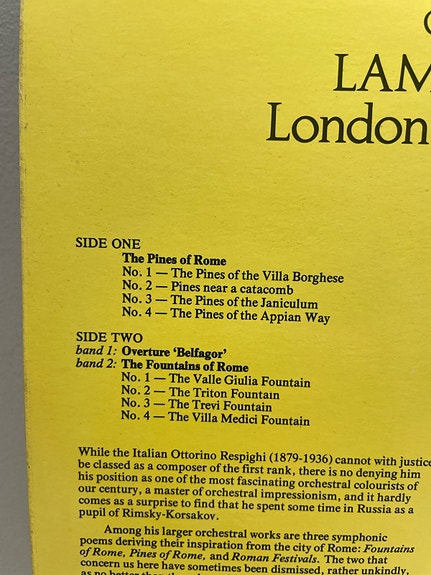 LAM
London
SIDE ONE
The Pines of Rome
No. 1 — The Pines of the Villa Borghese
No. 2 — Pines near a catacomb
No. 3 — The Pines of the Janiculum
No. 4 — The Pines of the Appian Way
SIDE TWO
band 1: Overture ‘Belfagor’
band 2: The Fountains of Rome
No. 1 — The Valle Giulia Fountain
No. 2 — The Triton Fountain
No. 3 — The Trevi Fountain
No. 4 — The Villa Medici Fountain
While the Italian Ottorino Respighi (1879-1936) cannot with justice
be classed as a composer of the first rank, there is no denying him
his position as one of the most fascinating orchestral colourists of
our century, a master of orchestral impressionism, and it hardly
comes as a surprise to find that he spent some time in Russia as a
pupil of Rimsky-Korsakov.
Among his larger orchestral works are three symphonic
poems deriving their inspiration from the city of Rome: Fountains
of Rome, Pines of Rome, and Roman Festivals. The two that
concern us here have sometimes been dismissed, rather unkindly,
as no better than